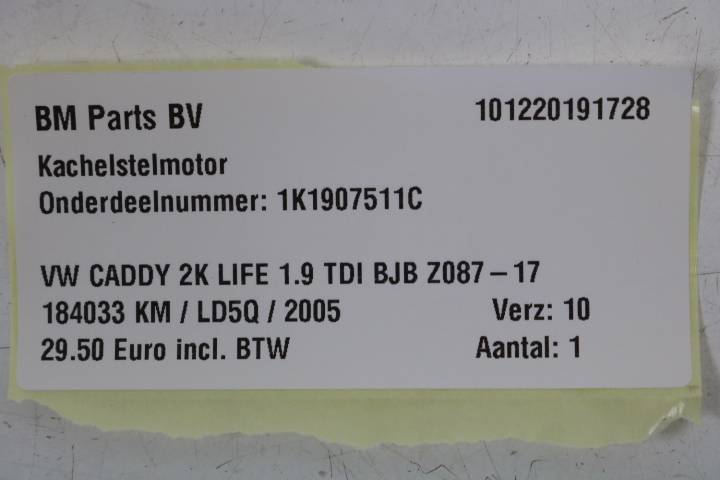 BM Parts BV 101220191728
Kachelstelmotor
Onderdeelnummer: 1K1907511C
VW CADDY 2K LIFE 1.9 TDI BJB Z087 – 17
184033 KM / LD5Q / 2005 Verz: 10
29.50 Euro incl. BTW Aantal: 1